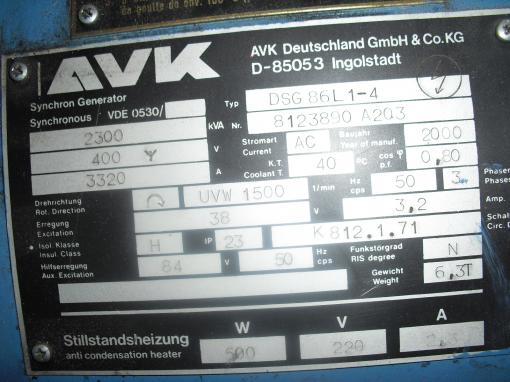 AVK
AVK Deutschland GmbH & Co.KG
D-85053 Ingolstadt
Synchron Generator
Synchronous VDE 0530/
Typ DSG 86L 1-4
2300 kVA Nr. 8123890 A203
400 Y V Stromart Current AC Baujahr Year of manuf. 2000
3320 A K.T. Coolant T. 40 °C cos φ p.f. 0,80
Drehrichtung Rot. Direction UVW 1500 1/min Hz cps 50 3 Phasen Phases
Erregung Excitation 38 V 3,2 Amp.
Isol. Klasse Insul. Class H IP 23 K 812.1.71
Hilfserregung Aux. Excitation 84 V 50 Hz cps Funkstörgrad RIS degree N
Gewicht Weight 6,3T
W V A
Stillstandsheizung anti condensation heater 500 220